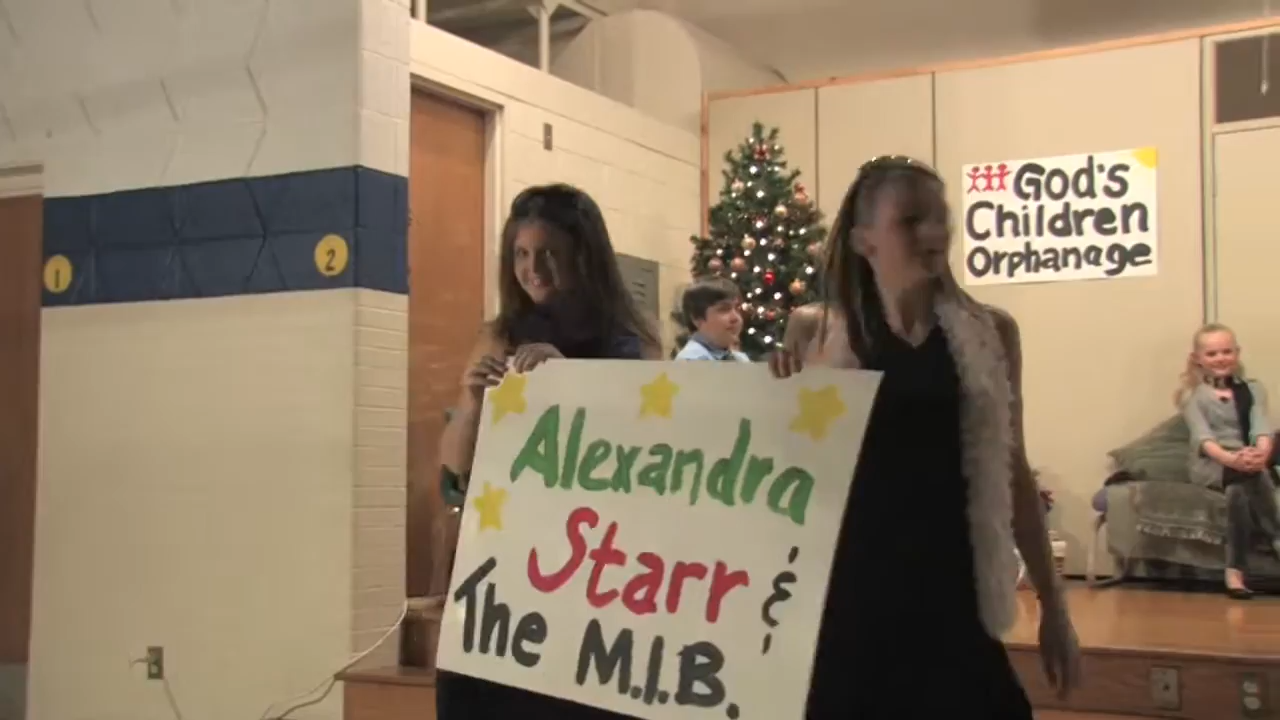 1
2
God's
Children
Orphanage
Alexandra
Starr &
The M.I.B.